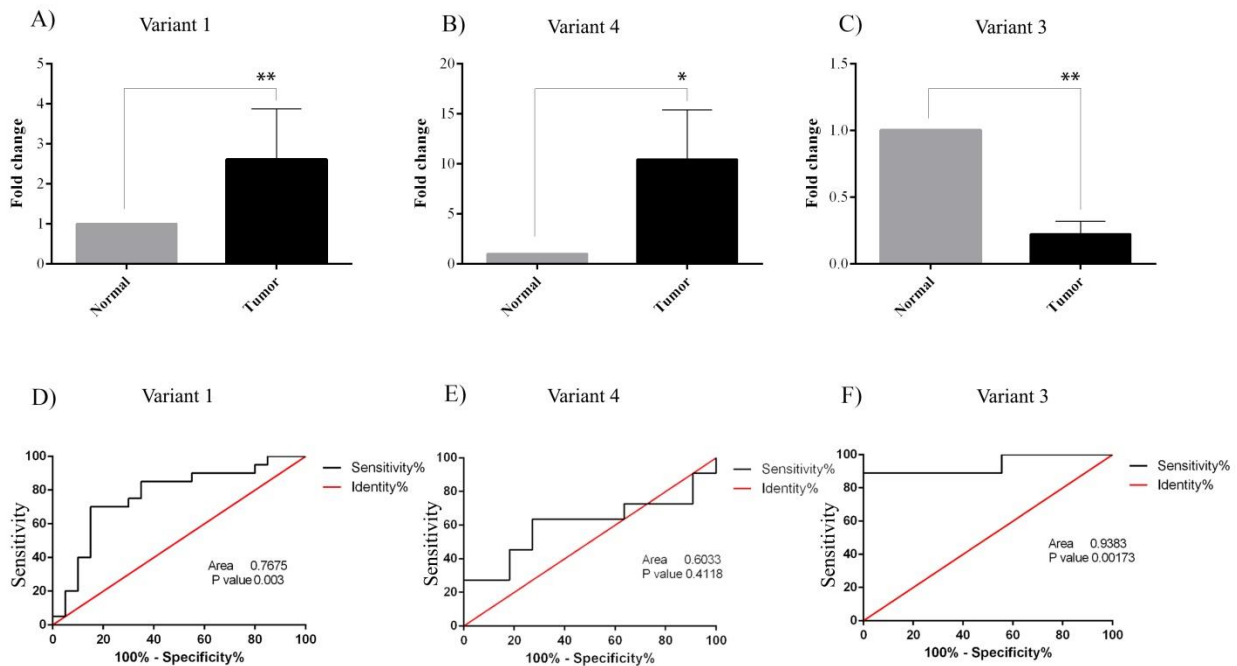 A)
Variant 1
Fold change
5
4
3
2
1
0
**
Normal
Tumor
B)
Variant 4
Fold change
20
15
10
5
0
*
Normal
Tumor
C)
Variant 3
Fold change
1.5
1.0
0.5
0.0
**
Normal
Tumor
D)
Variant 1
Sensitivity
100
80
60
40
20
0
Sensitivity%
Identity%
Area 0.7675
P value 0.003
0 20 40 60 80 100
100% - Specificity%
E)
Variant 4
Sensitivity
100
80
60
40
20
0
Sensitivity%
Identity%
Area 0.6033
P value 0.4118
0 20 40 60 80 100
100% - Specificity%
F)
Variant 3
Sensitivity
100
80
60
40
20
0
Sensitivity%
Identity%
Area 0.9383
P value 0.00173
0 20 40 60 80 100
100% - Specificity%